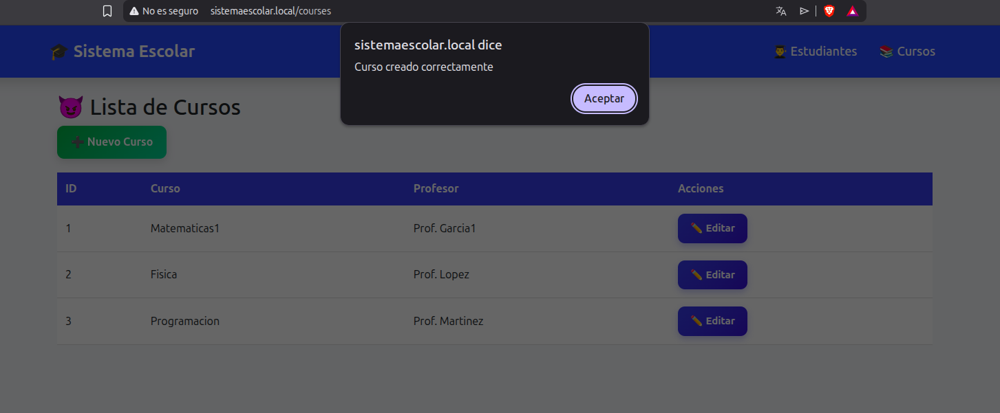 No es seguro sistemaescolar.local/courses
sistemaescolar.local dice
Curso creado correctamente
Aceptar
🎓 Sistema Escolar
👨‍🎓 Estudiantes 📚 Cursos
😈 Lista de Cursos
➕ Nuevo Curso
ID Curso Profesor Acciones
1 Matematicas1 Prof. Garcia1 ✏️ Editar
2 Fisica Prof. Lopez ✏️ Editar
3 Programacion Prof. Martinez ✏️ Editar